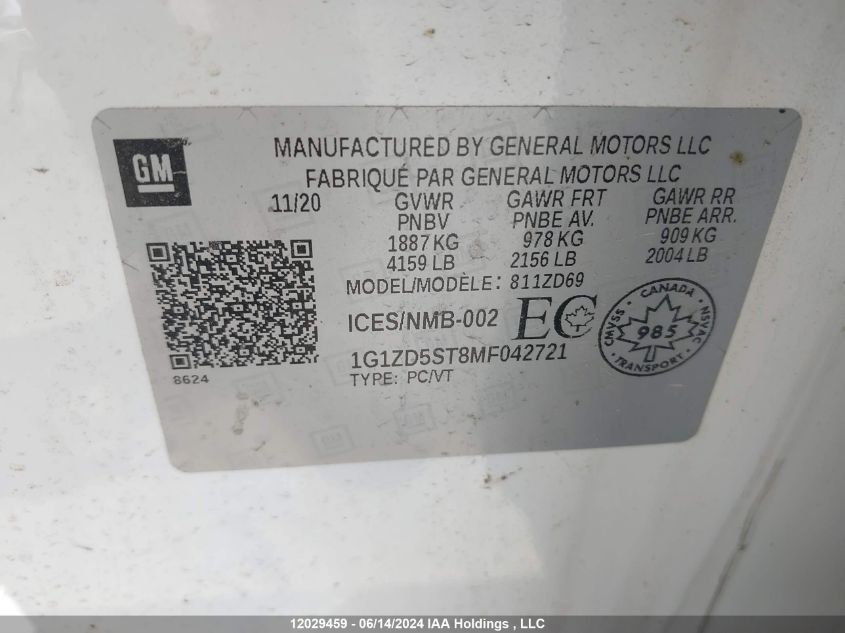 GM
MANUFACTURED BY GENERAL MOTORS LLC
FABRIQUÉ PAR GENERAL MOTORS LLC
11/20 GVWR GAWR FRT GAWR RR
PNBV PNBE AV. PNBE ARR.
1887 KG 978 KG 909 KG
4159 LB 2156 LB 2004 LB
MODEL/MODÈLE: 811ZD69
ICES/NMB-002 EC
CANADA
CMVSS 985 NSVAC
TRANSPORT
1G1ZD5ST8MF042721
8624 TYPE: PC/VT
GM
12029459 - 06/14/2024 IAA Holdings , LLC